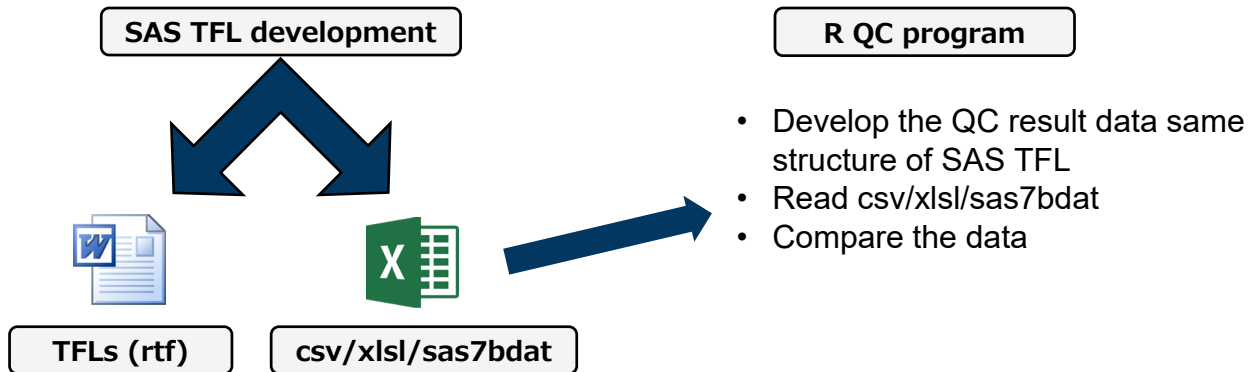 SAS TFL development
R QC program
• Develop the QC result data same
structure of SAS TFL
• Read csv/xlsl/sas7bdat
• Compare the data
W
X
TFLs (rtf)
csv/xlsl/sas7bdat